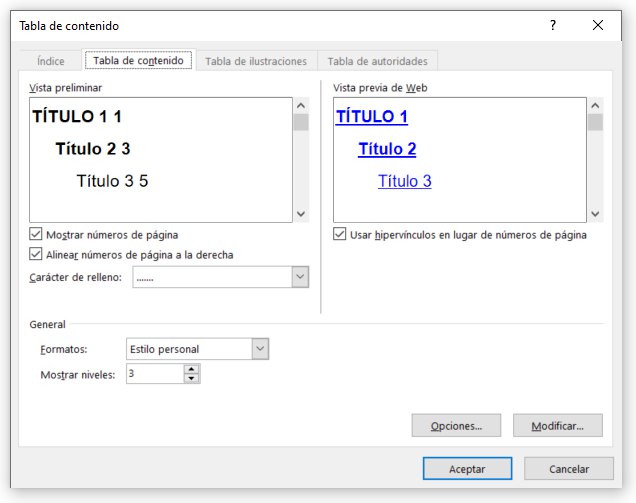 Tabla de contenido ? ×
Índice Tabla de contenido Tabla de ilustraciones Tabla de autoridades
Vista preliminar
TÍTULO 1 1
Título 2 3
Título 3 5
Vista previa de Web
TÍTULO 1
Título 2
Título 3
Mostrar números de página
Alinear números de página a la derecha
Carácter de relleno: .......
Usar hipervínculos en lugar de números de página
General
Formatos: Estilo personal
Mostrar niveles: 3
Opciones... Modificar...
Aceptar Cancelar